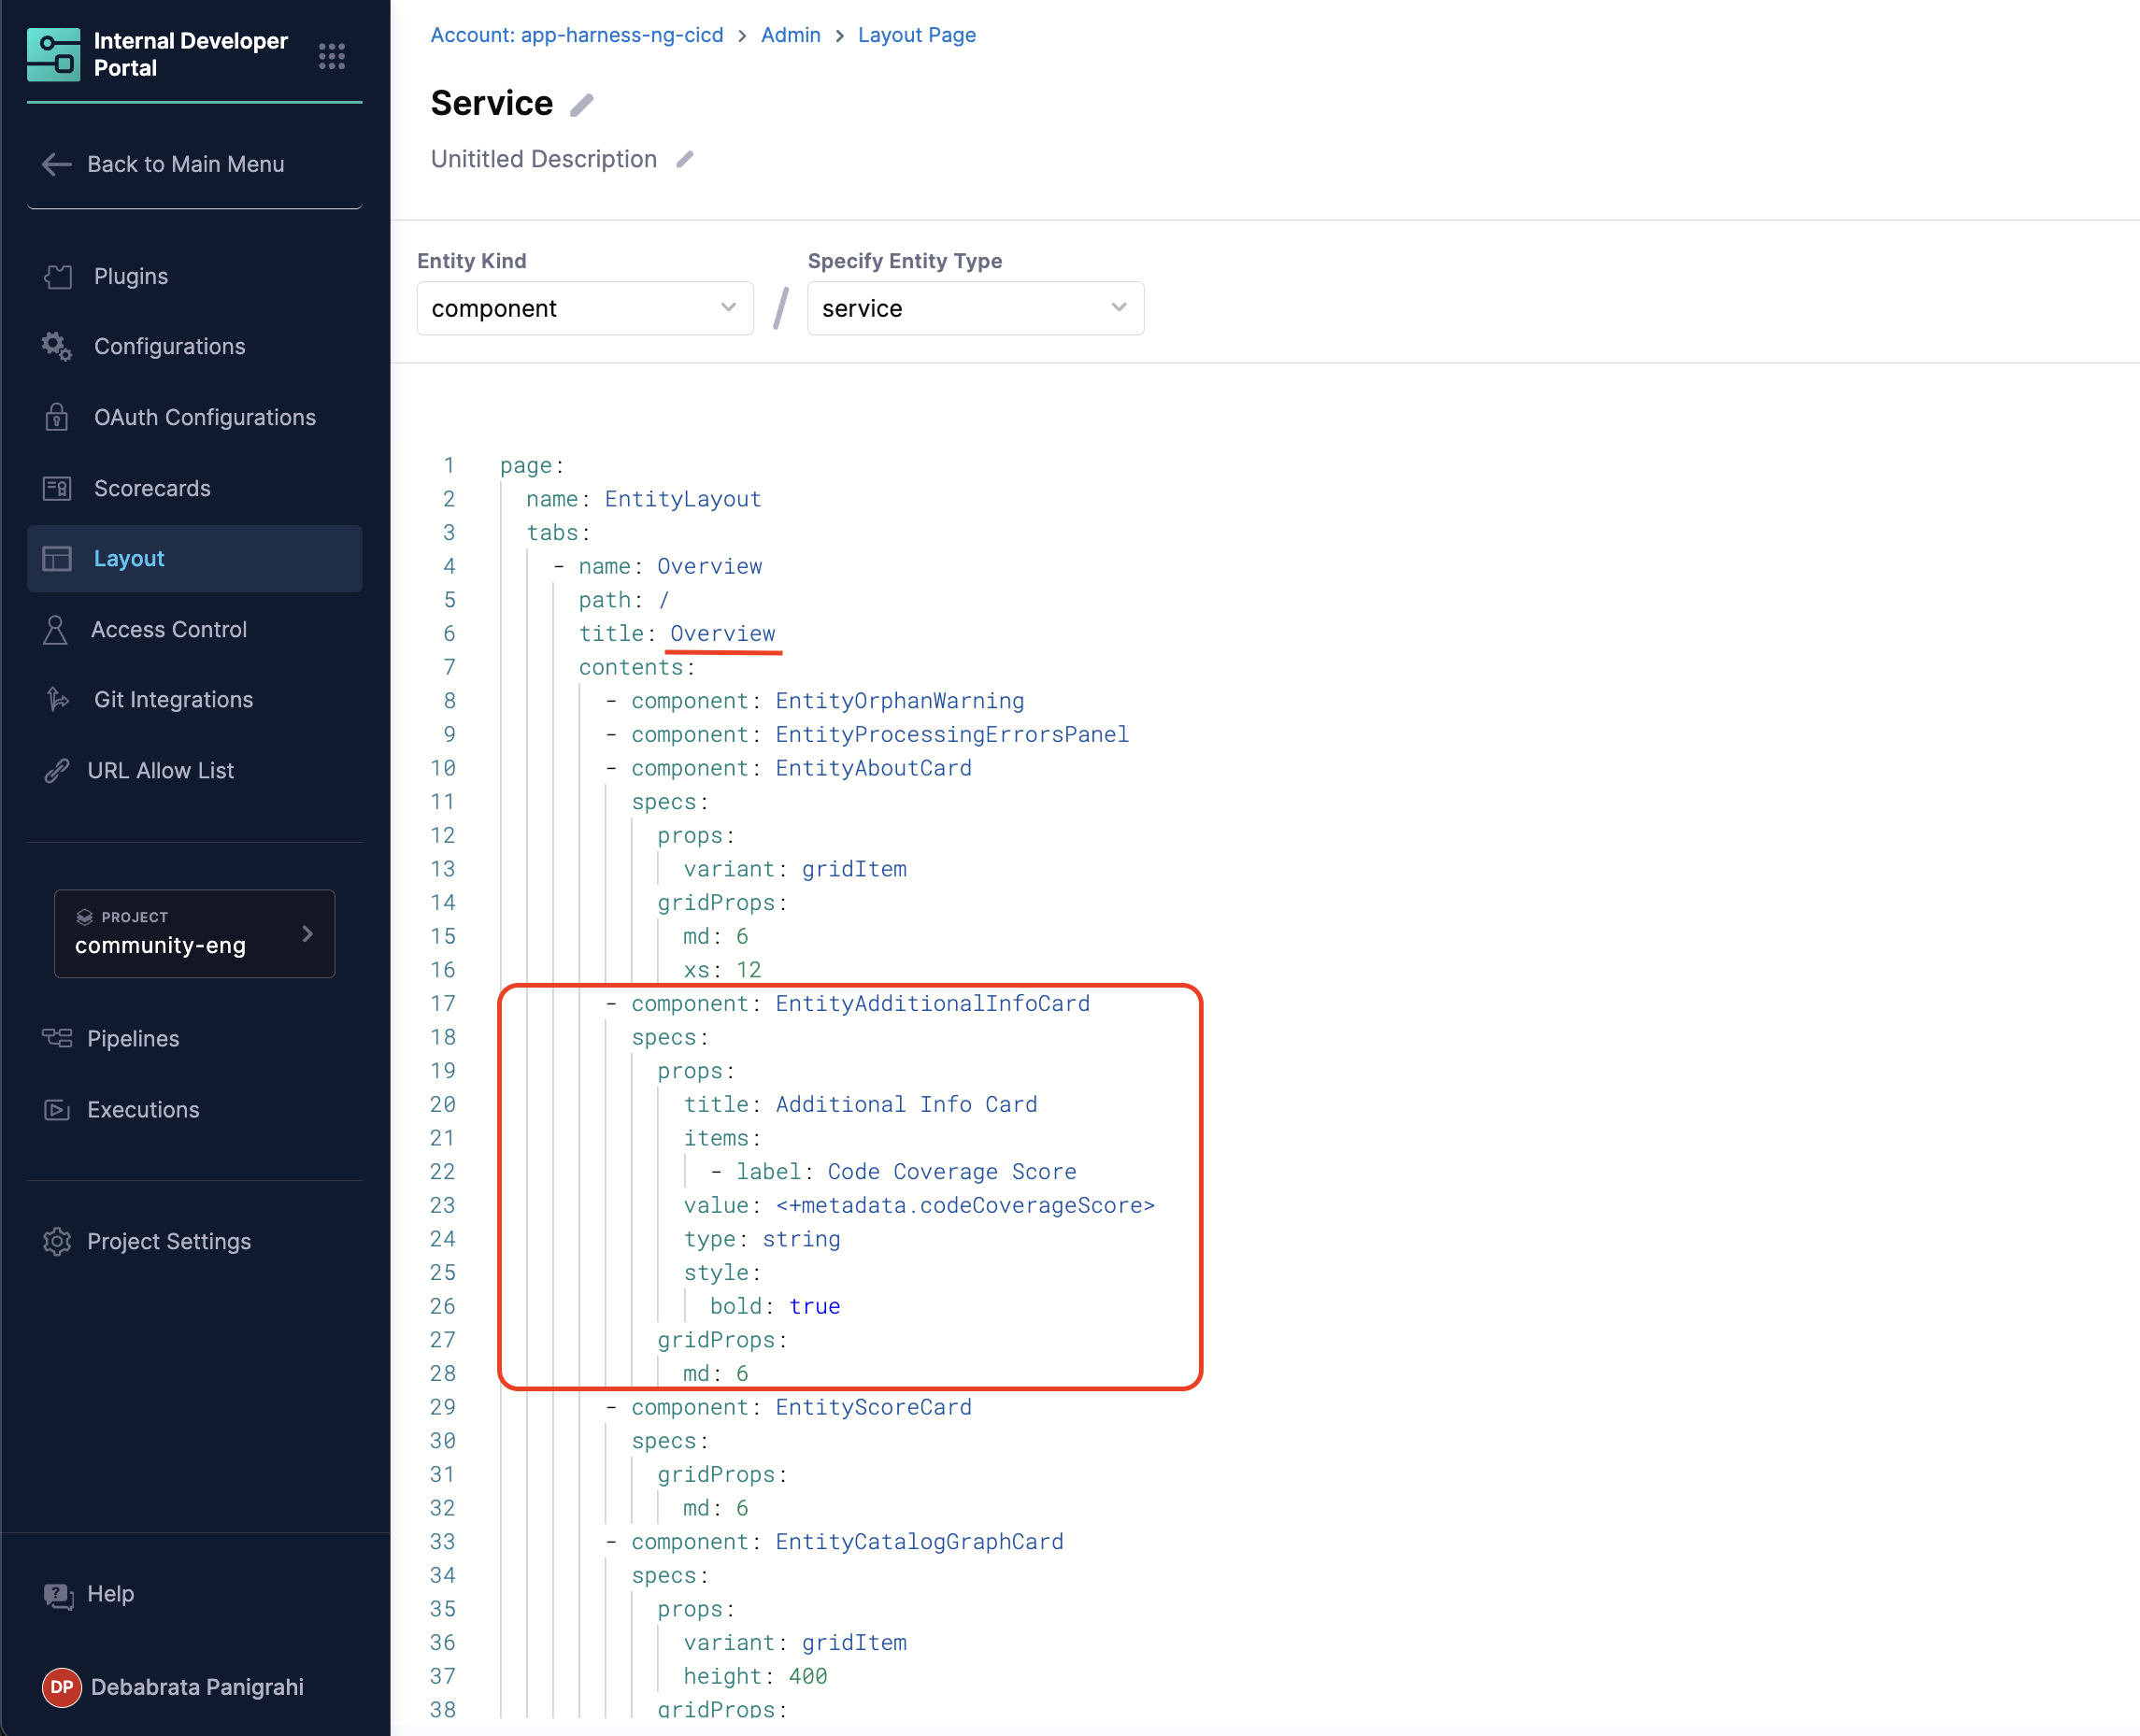 Internal Developer
Portal
Back to Main Menu
Plugins
Configurations
OAuth Configurations
Scorecards
Layout
Access Control
Git Integrations
URL Allow List
PROJECT
community-eng
Pipelines
Executions
Project Settings
Help
DP Debabrata Panigrahi
Account: app-harness-ng-cicd > Admin > Layout Page
Service
Unititled Description
Entity Kind
component
/
Specify Entity Type
service
1 page:
2 name: EntityLayout
3 tabs:
4 - name: Overview
5 path: /
6 title: Overview
7 contents:
8 - component: EntityOrphanWarning
9 - component: EntityProcessingErrorsPanel
10 - component: EntityAboutCard
11 specs:
12 props:
13 variant: gridItem
14 gridProps:
15 md: 6
16 xs: 12
17 - component: EntityAdditionalInfoCard
18 specs:
19 props:
20 title: Additional Info Card
21 items:
22 - label: Code Coverage Score
23 value: <+metadata.codeCoverageScore>
24 type: string
25 style:
26 bold: true
27 gridProps:
28 md: 6
29 - component: EntityScoreCard
30 specs:
31 gridProps:
32 md: 6
33 - component: EntityCatalogGraphCard
34 specs:
35 props:
36 variant: gridItem
37 height: 400
38 gridProps: